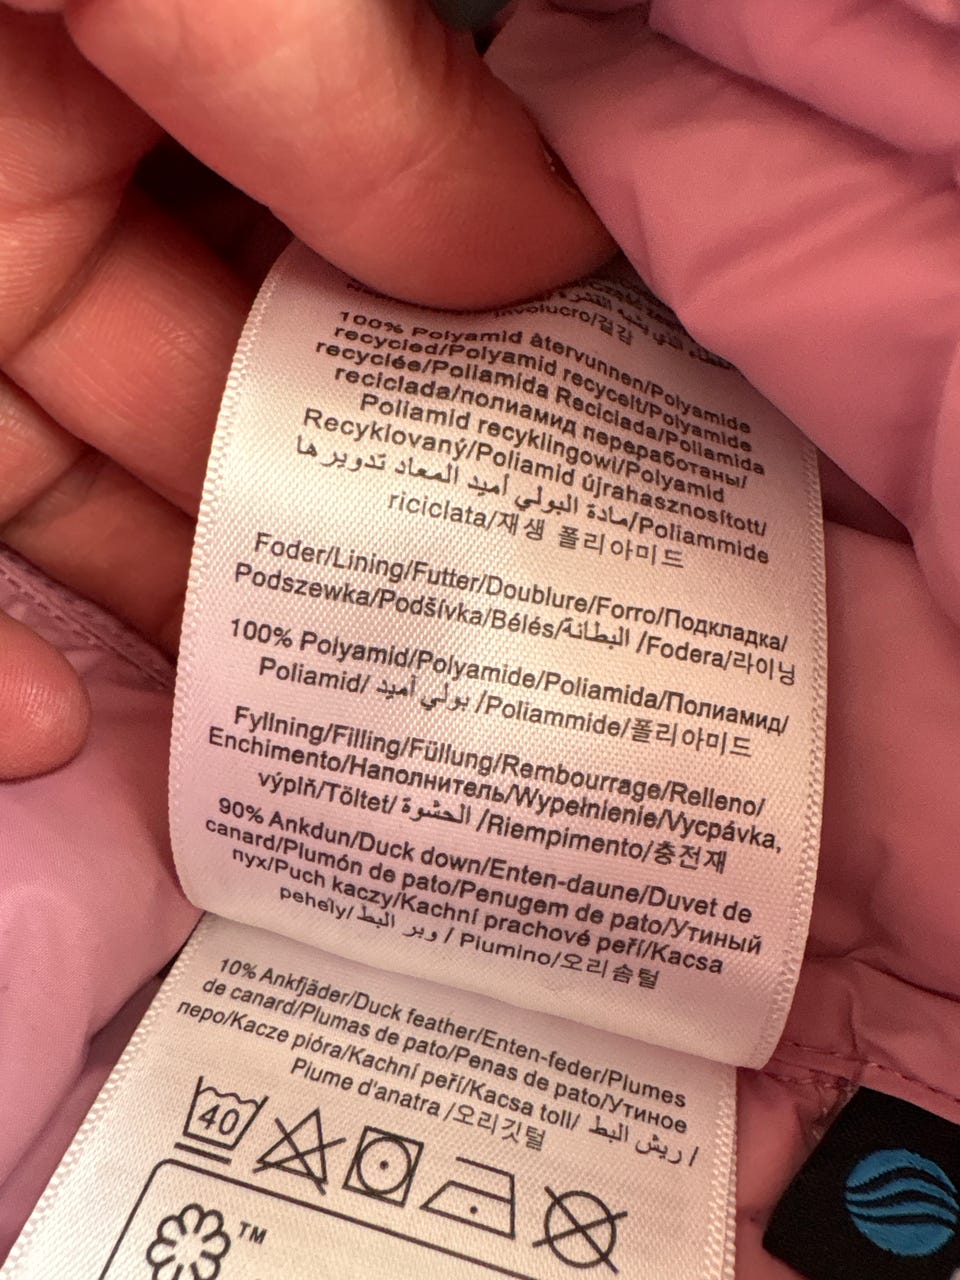 Involucro/겉감
100% Polyamid återvunnen/Polyamide
recycled/Polyamid recycelt/Polyamide
recyclée/Poliamida Reciclada/Poliamida
reciclada/полиамид переработаны/
Poliamid recyklingowi/Polyamid
Recyklovaný/Poliamid újrahasznosított/
مادة البولي أميد المعاد تدويرها/Poliammide
riciclata/재생 폴리아미드
Foder/Lining/Futter/Doublure/Forro/Подкладка/
Podszewka/Podšívka/Bélés/البطانة /Fodera/라이닝
100% Polyamid/Polyamide/Poliamida/Полиамид/
Poliamid/ بولي أميد /Poliammide/폴리아미드
Fyllning/Filling/Füllung/Rembourrage/Relleno/
Enchimento/Наполнитель/Wypełnienie/Vycpávka,
výplň/Töltet/ الحشوة /Riempimento/충전재
90% Ankdun/Duck down/Enten-daune/Duvet de
canard/Plumón de pato/Penugem de pato/Утиный
пух/Puch kaczy/Kachní prachové peří/Kacsa
pehely/ وبر البط / Piumino/오리솜털
10% Ankfjäder/Duck feather/Enten-feder/Plumes
de canard/Plumas de pato/Penas de pato/Утиное
перо/Kacze pióra/Kachní peří/Kacsa toll/ ريش البط /
Piume d'anatra /오리깃털
40
TM